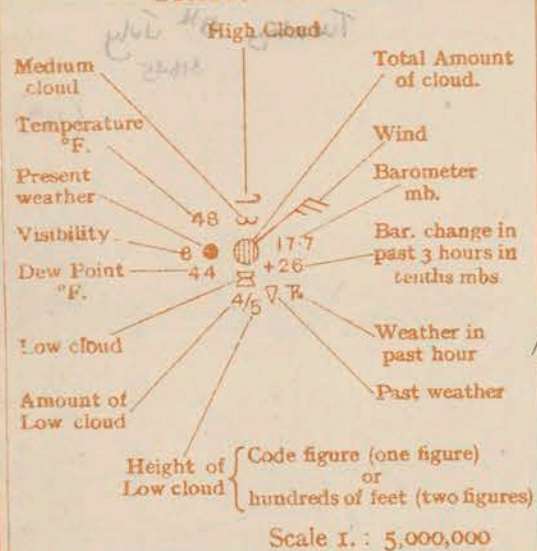 High Cloud
Medium
cloud
Total Amount
of cloud.
Temperature
°F.
Wind
Present
weather
Barometer
mb.
48
Visibility
8
17.7
Bar. change in
past 3 hours in
tenths mbs
Dew Point
°F.
44
+26
4/5
Low cloud
Weather in
past hour
Amount of
Low cloud
Past weather
Height of
Low cloud
Code figure (one figure)
or
hundreds of feet (two figures)
Scale 1. : 5,000,000